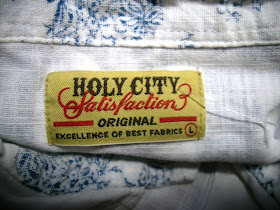 HOLY CITY
Satisfaction
ORIGINAL
EXCELLENCE OF BEST FABRICS L